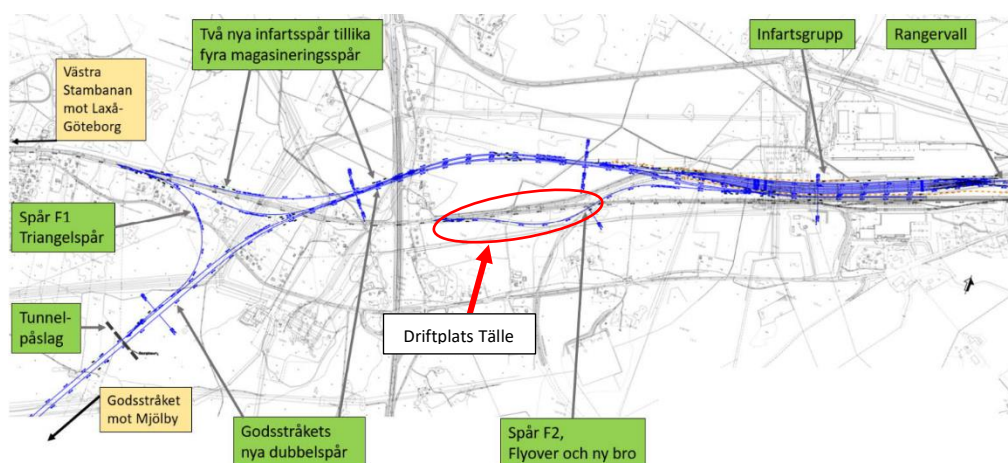 Två nya infartsspår tillika
fyra magasineringsspår
Infartsgrupp
Rangervall
Västra
Stambanan
mot Laxå-
Göteborg
Spår F1
Triangelspår
Tunnel-
påslag
Driftplats Tälle
Godsstråket
mot Mjölby
Godsstråkets
nya dubbelspår
Spår F2,
Flyover och ny bro